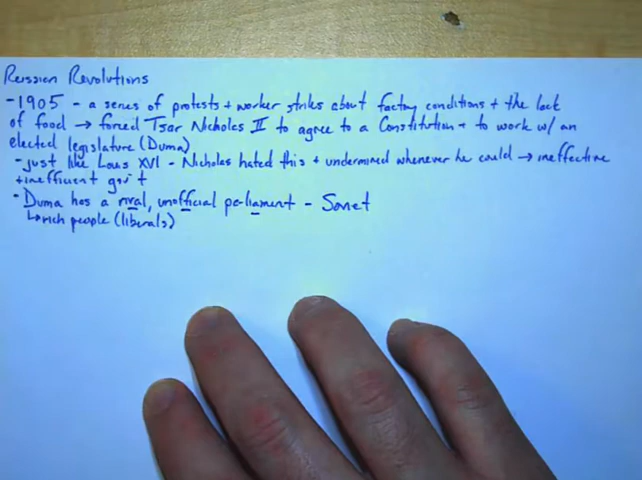 Russian Revolutions
-1905 - a series of protests + worker strikes about factory conditions + the lack
of food → forced Tsar Nicholas II to agree to a Constitution + to work w/ an
elected legislature (Duma)
-just like Louis XVI - Nicholas hated this + undermined whenever he could → ineffective
+ inefficient gov't
- Duma has a rival, unofficial parliament - Soviet
↳rich people (liberals)